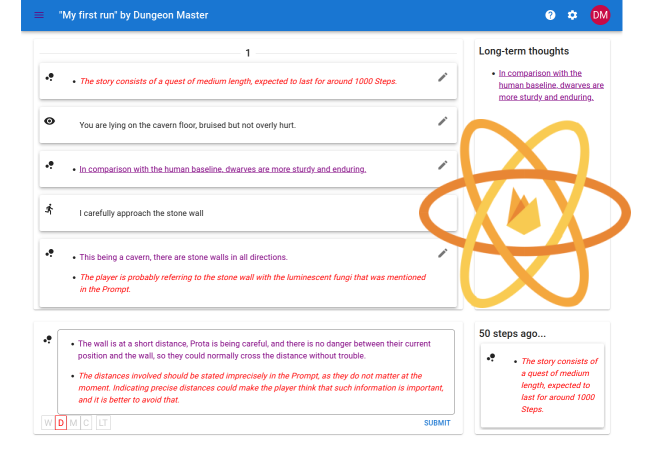 "My first run" by Dungeon Master
DM
1
The story consists of a quest of medium length, expected to last for around 1000 Steps.
You are lying on the cavern floor, bruised but not overly hurt.
In comparison with the human baseline, dwarves are more sturdy and enduring.
I carefully approach the stone wall
This being a cavern, there are stone walls in all directions.
The player is probably referring to the stone wall with the luminescent fungi that was mentioned
in the Prompt.
The wall is at a short distance, Prota is being careful, and there is no danger between their current
position and the wall, so they could normally cross the distance without trouble.
The distances involved should be stated imprecisely in the Prompt, as they do not matter at the
moment. Indicating precise distances could make the player think that such information is important,
and it is better to avoid that.
W D M C LT
SUBMIT
Long-term thoughts
In comparison with the
human baseline, dwarves are
more sturdy and enduring.
50 steps ago...
The story consists of
a quest of medium
length, expected to
last for around 1000
Steps.